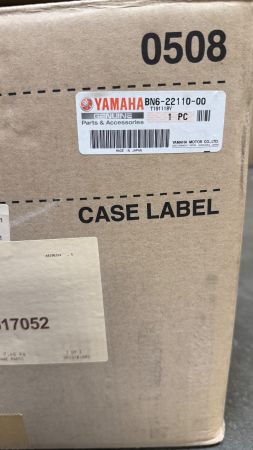 0508
YAMAHA BN6-22110-00
GENUINE T191118V
Parts & Accessories 1 PC
YAMAHA MOTOR CO.,LTD.
MADE IN JAPAN
CASE LABEL
17052